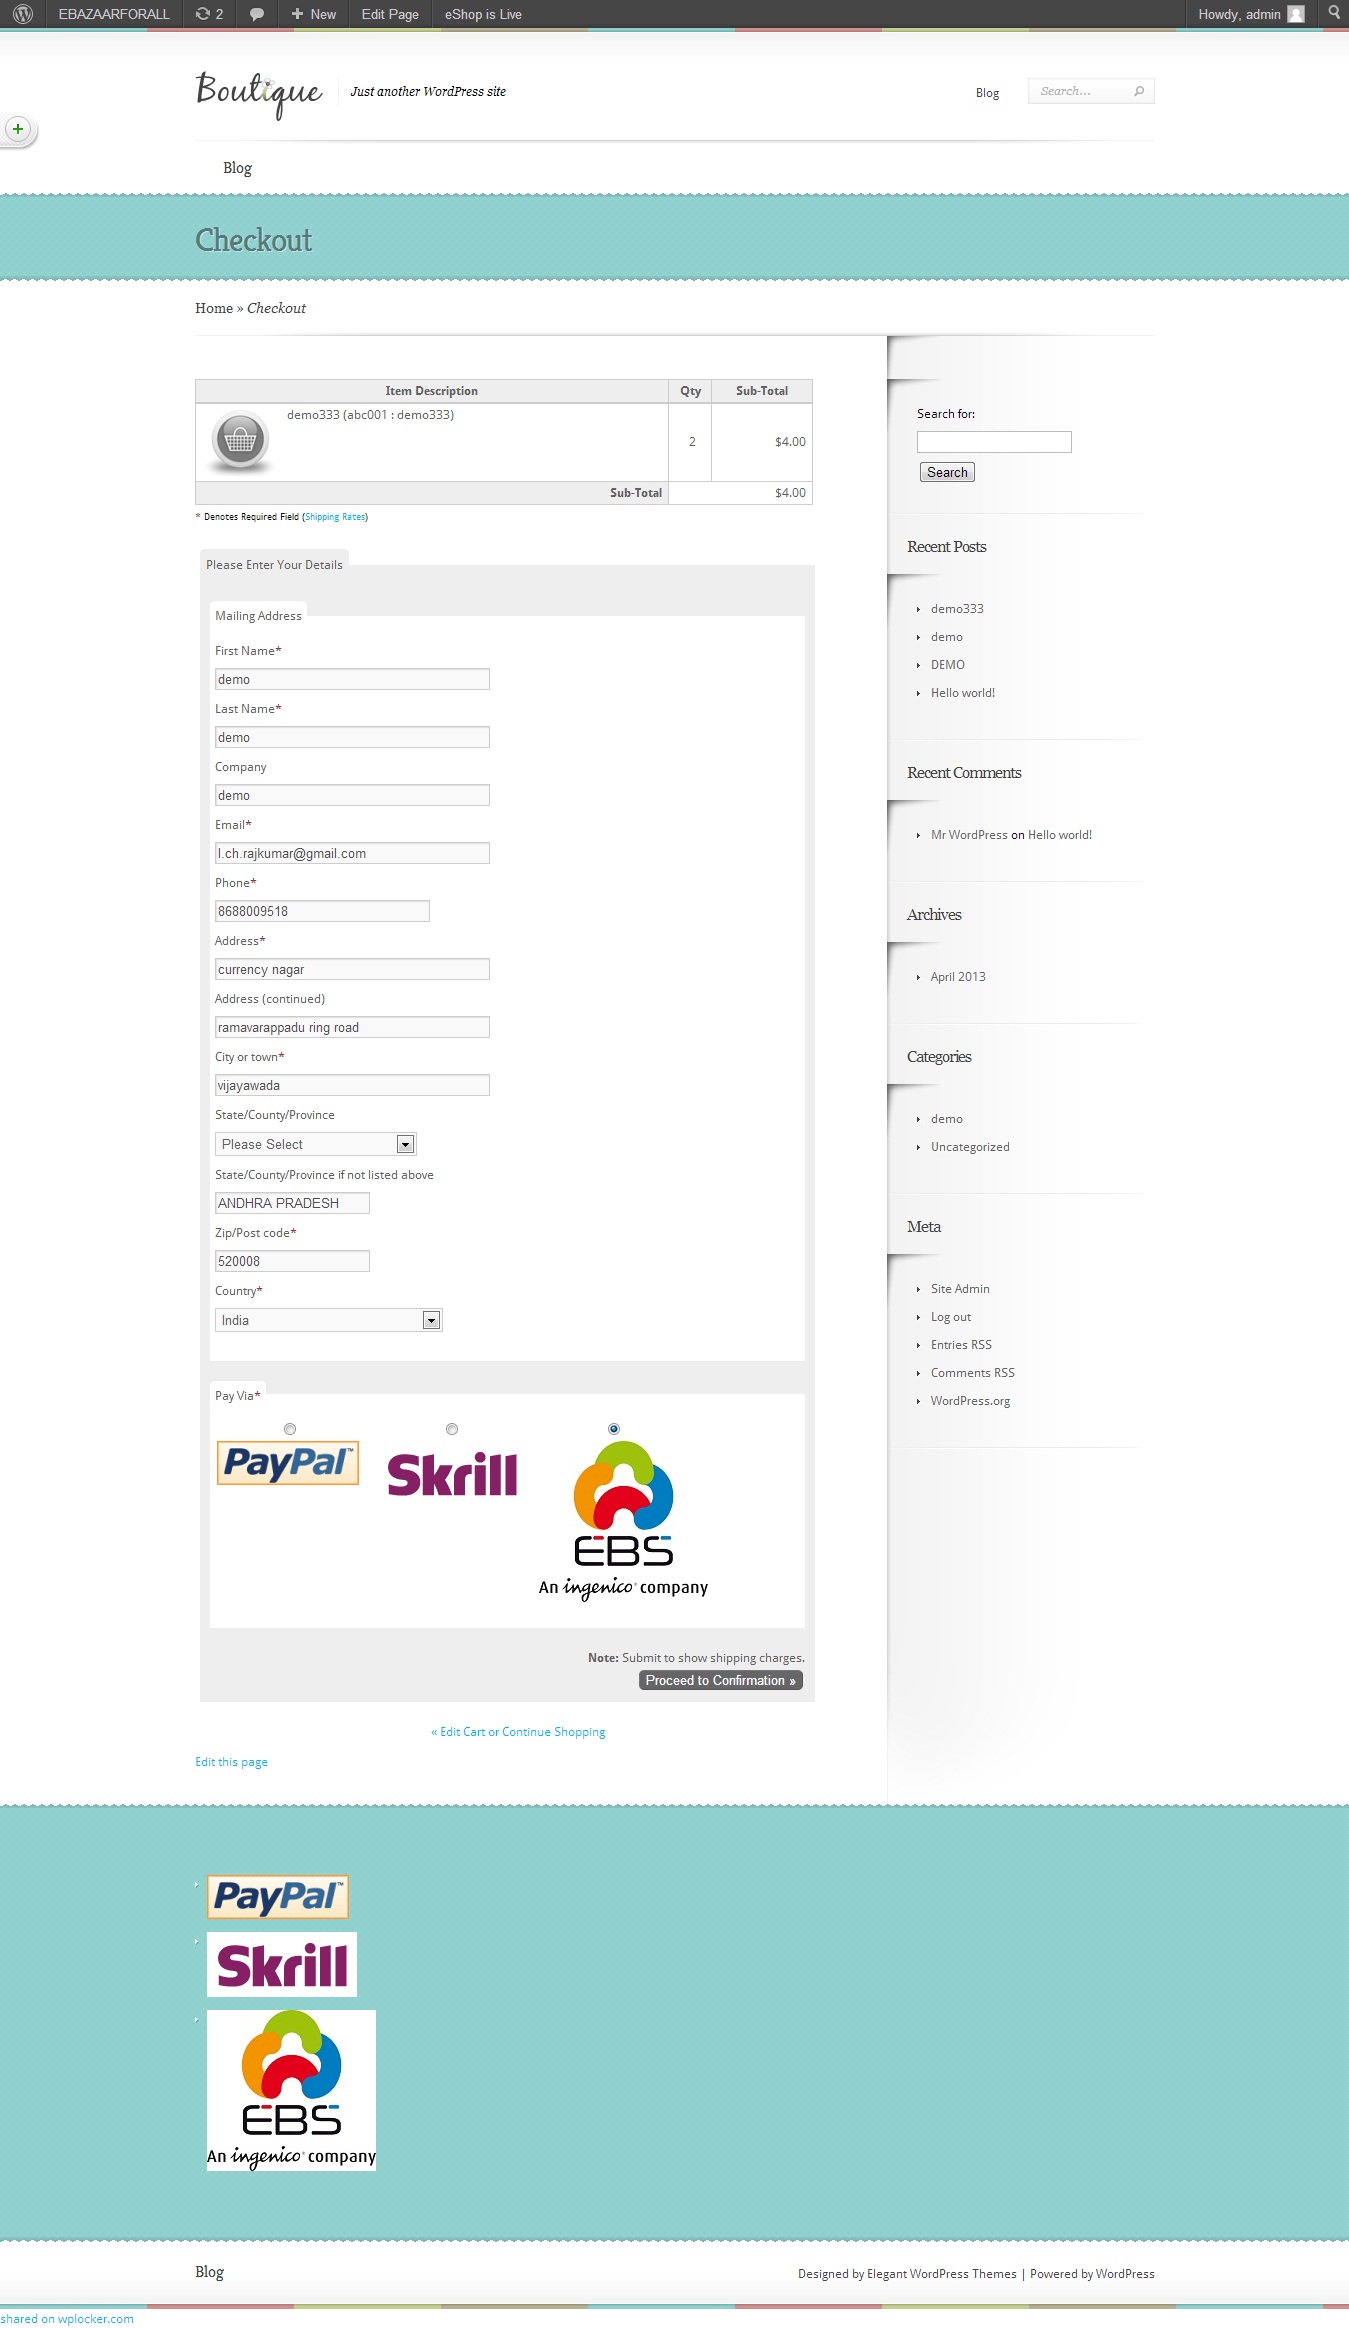 EBAZAARFORALL 2 New Edit Page eShop is Live Howdy, admin
Boutique Just another WordPress site Blog Search...
Blog
Checkout
Home » Checkout
Item Description Qty Sub-Total
demo333 (abc001 : demo333)
2 $4.00
Sub-Total $4.00
* Denotes Required Field (Shipping Rates)
Please Enter Your Details
Mailing Address
First Name*
demo
Last Name*
demo
Company
demo
Email*
l.ch.rajkumar@gmail.com
Phone*
8688009518
Address*
currency nagar
Address (continued)
ramavarappadu ring road
City or town*
vijayawada
State/County/Province
Please Select
State/County/Province if not listed above
ANDHRA PRADESH
Zip/Post code*
520008
Country*
India
Pay Via*
PayPal™ Skrill
EBS
An ingenico® company
Note: Submit to show shipping charges.
Proceed to Confirmation »
« Edit Cart or Continue Shopping
Edit this page
Search for:
Search
Recent Posts
demo333
demo
DEMO
Hello world!
Recent Comments
Mr WordPress on Hello world!
Archives
April 2013
Categories
demo
Uncategorized
Meta
Site Admin
Log out
Entries RSS
Comments RSS
WordPress.org
PayPal™
Skrill
EBS
An ingenico® company
Blog Designed by Elegant WordPress Themes | Powered by WordPress
shared on wplocker.com